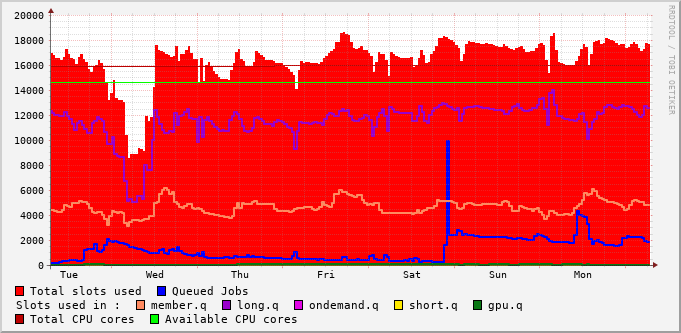 20000
18000
16000
14000
12000
10000
8000
6000
4000
2000
0
Tue Wed Thu Fri Sat Sun Mon
Total slots used Queued Jobs
Slots used in : member.q long.q ondemand.q short.q gpu.q
Total CPU cores Available CPU cores
RRDTOOL / TOBI OETIKER